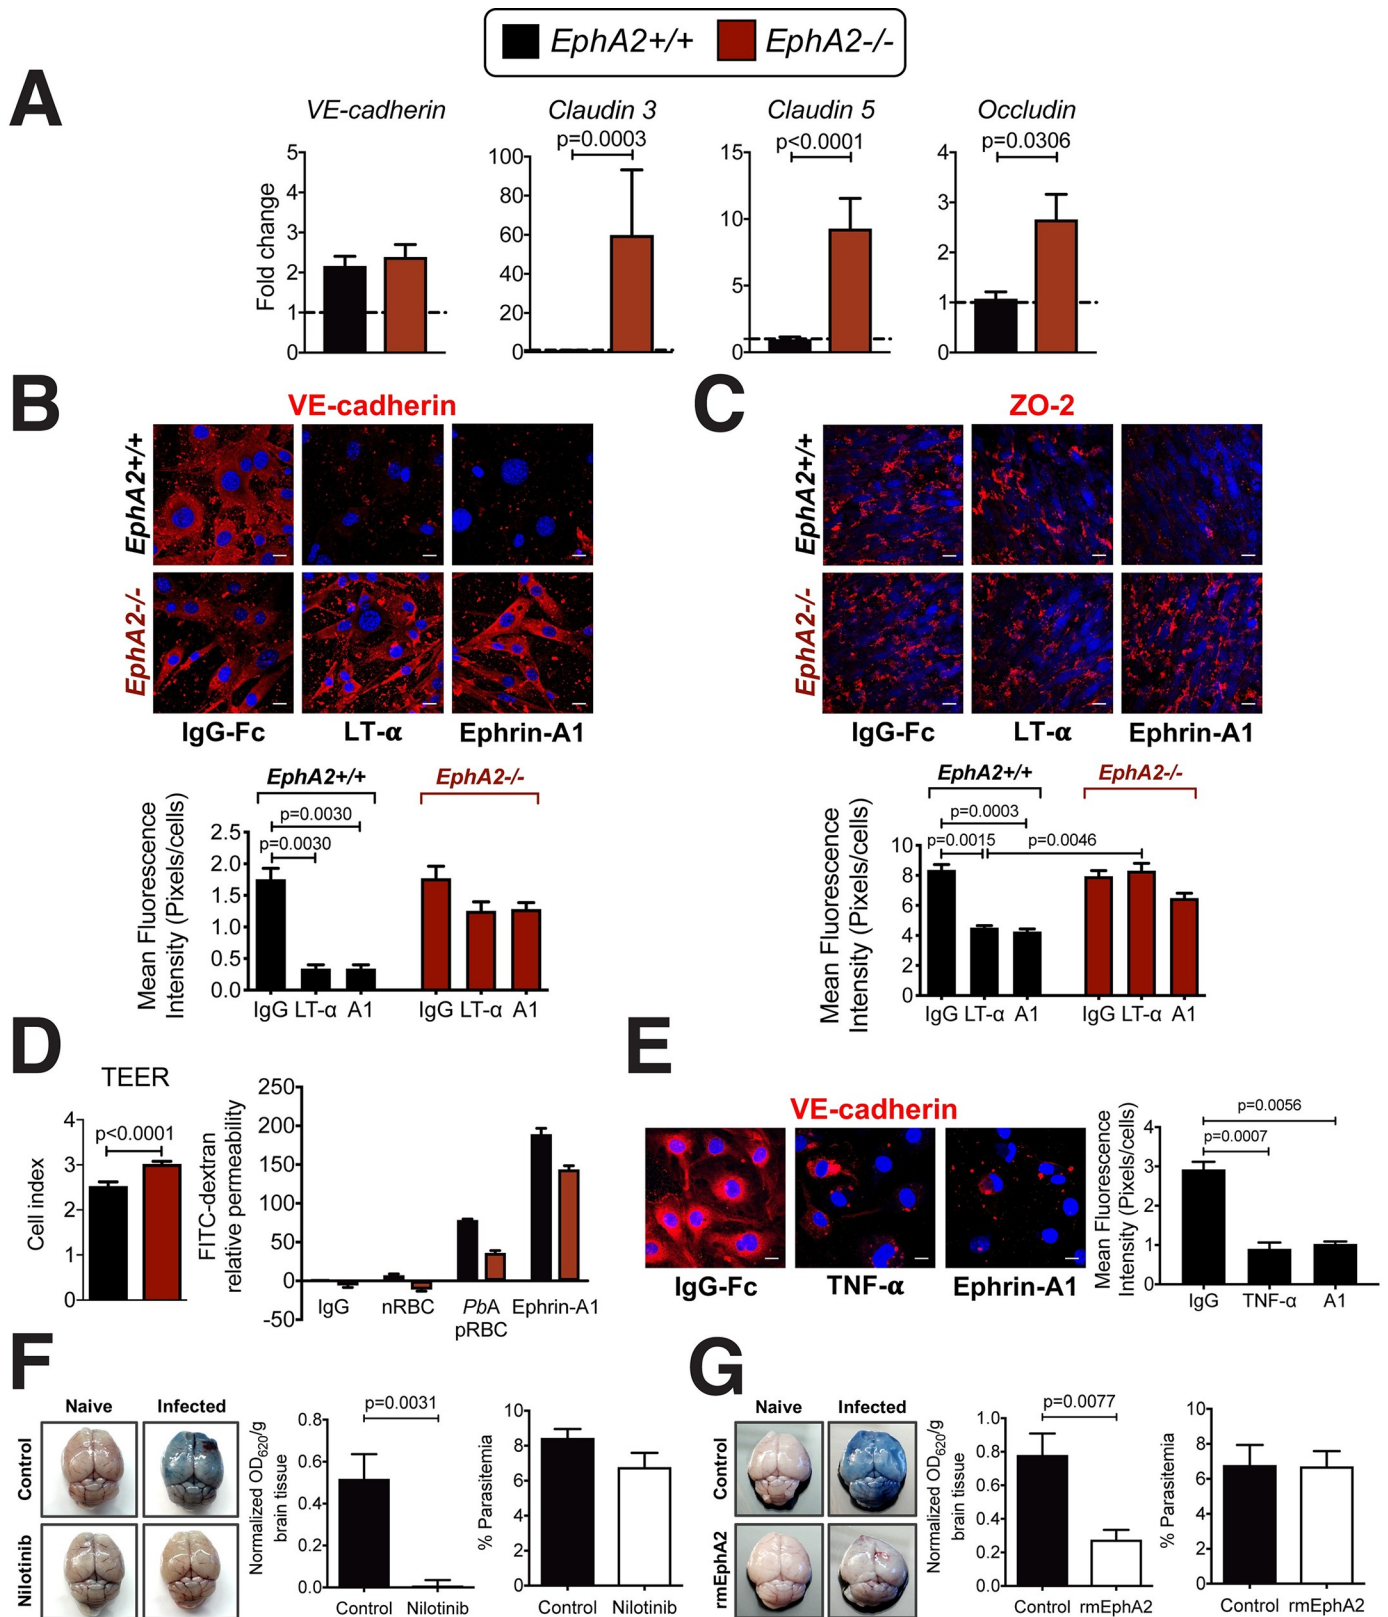 EphA2+/+ EphA2-/-
A
VE-cadherin Claudin 3 Claudin 5 Occludin
p=0.0003 p<0.0001 p=0.0306
Fold change
5
4
3
2
1
0
100
80
60
40
20
0
15
10
5
0
4
3
2
1
0
B
VE-cadherin
EphA2+/+
EphA2-/-
IgG-Fc LT-α Ephrin-A1
EphA2+/+ EphA2-/-
p=0.0030
p=0.0030
Mean Fluorescence
Intensity (Pixels/cells)
2.5
2.0
1.5
1.0
0.5
0.0
IgG LT-α A1 IgG LT-α A1
C
ZO-2
EphA2+/+
EphA2-/-
IgG-Fc LT-α Ephrin-A1
EphA2+/+ EphA2-/-
p=0.0003
p=0.0015 p=0.0046
Mean Fluorescence
Intensity (Pixels/cells)
10
8
6
4
2
0
IgG LT-α A1 IgG LT-α A1
D
TEER
p<0.0001
Cell index
4
3
2
1
0
FITC-dextran
relative permeability
250
200
150
100
50
0
-50
IgG nRBC PbA Ephrin-A1
pRBC
E
VE-cadherin
IgG-Fc TNF-α Ephrin-A1
Mean Fluorescence
Intensity (Pixels/cells)
p=0.0056
p=0.0007
4
3
2
1
0
IgG TNF-α A1
F
Naive Infected
Control
Nilotinib
Normalized OD620/g
brain tissue
p=0.0031
0.8
0.6
0.4
0.2
0.0
Control Nilotinib
% Parasitemia
10
8
6
4
2
0
Control Nilotinib
G
Naive Infected
Control
rmEphA2
Normalized OD620/g
brain tissue
p=0.0077
1.0
0.8
0.6
0.4
0.2
0.0
Control rmEphA2
% Parasitemia
10
8
6
4
2
0
Control rmEphA2